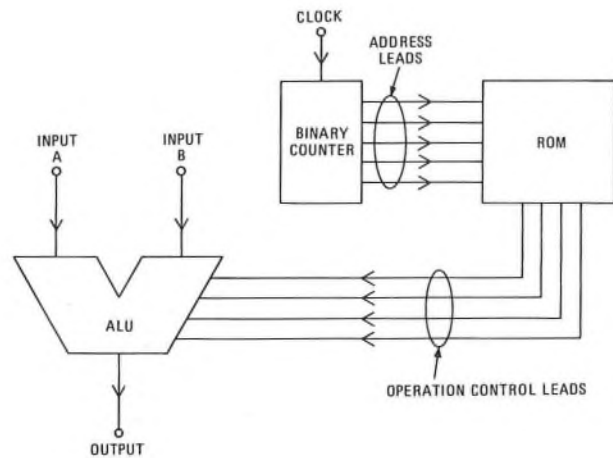 CLOCK
ADDRESS
LEADS
BINARY
COUNTER
ROM
INPUT
A
INPUT
B
ALU
OPERATION CONTROL LEADS
OUTPUT